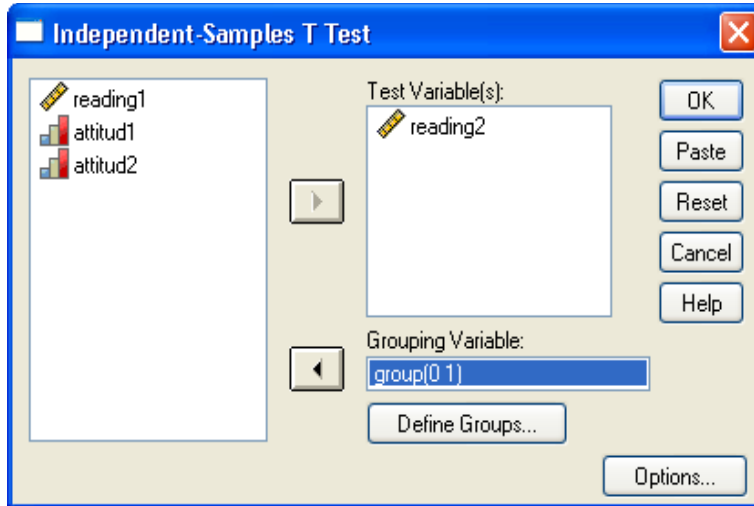 Independent-Samples T Test
reading1
attitud1
attitud2
Test Variable(s):
reading2
Grouping Variable:
group(0 1)
Define Groups...
OK
Paste
Reset
Cancel
Help
Options...